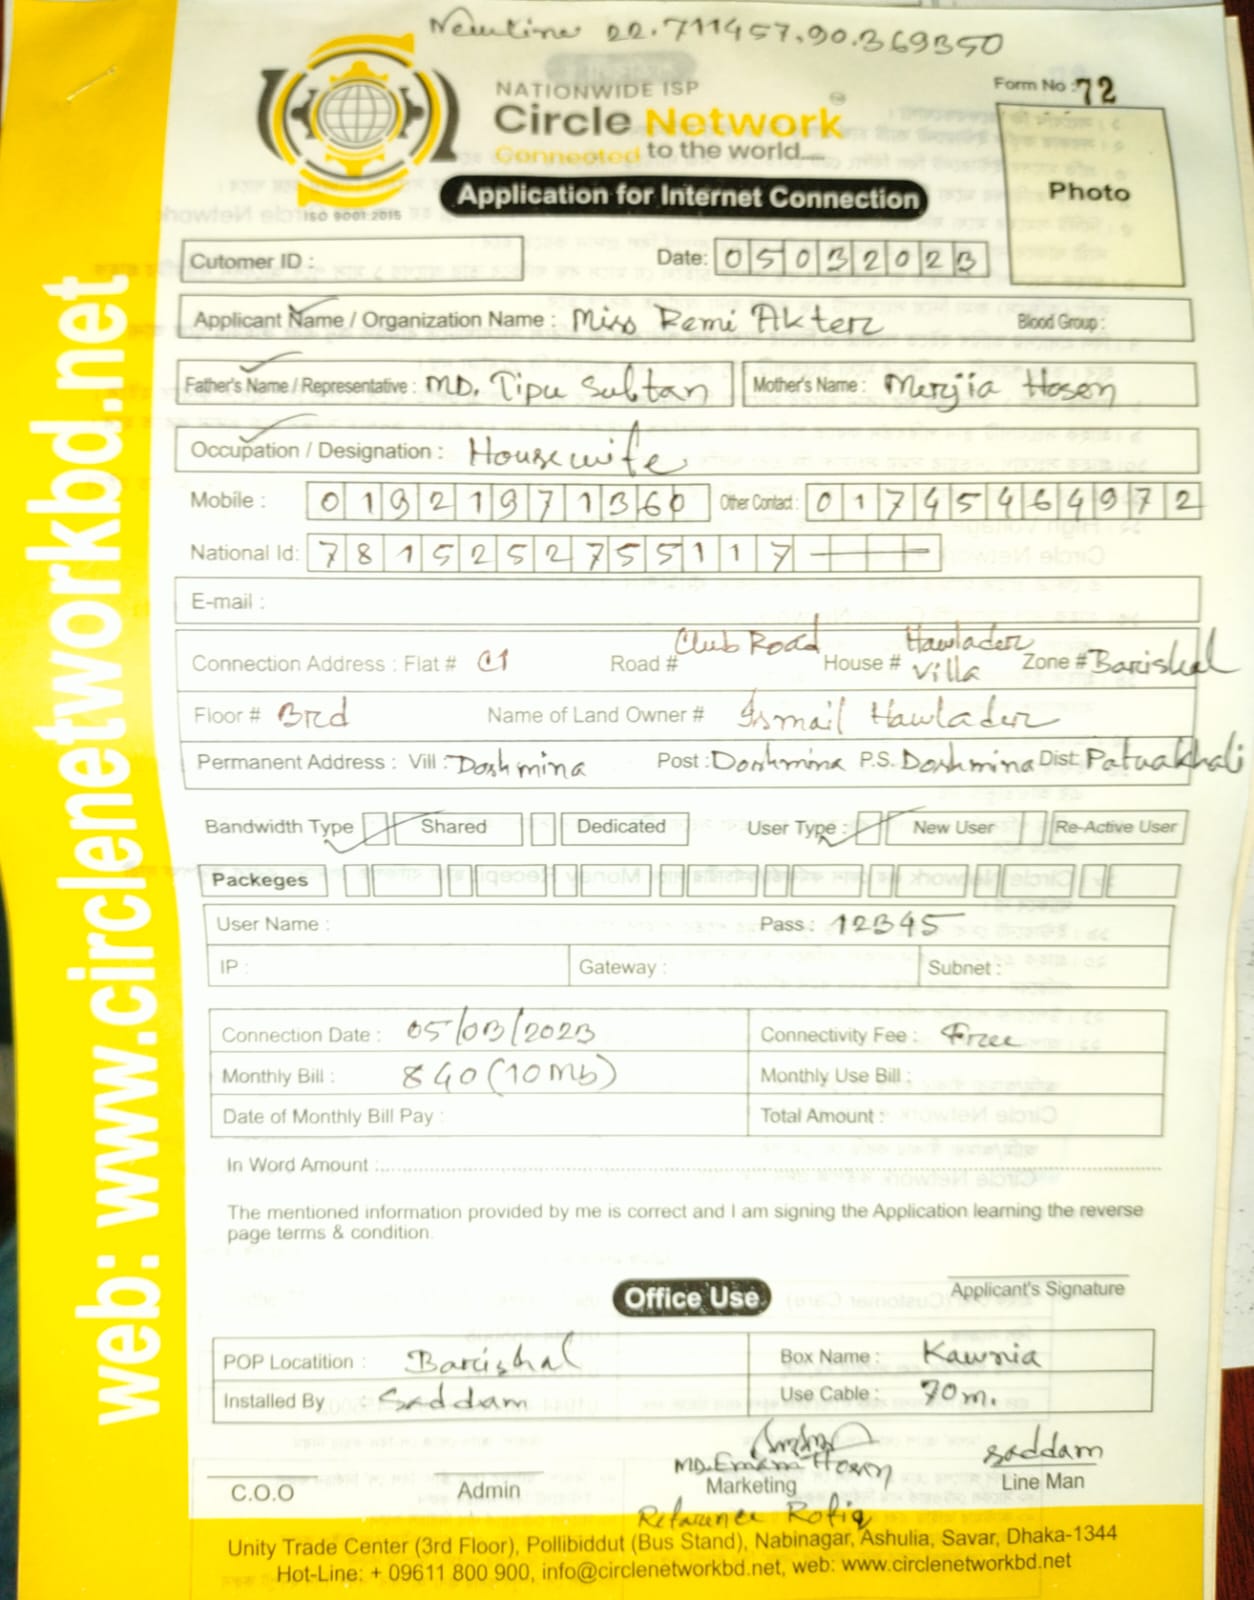 Newtine 22.711457,90.369350
NATIONWIDE ISP
Circle Network
Connected to the world....
ISO 9001:2015
Form No : 72
Application for Internet Connection
Photo
Cutomer ID :
Date: 05032023
Applicant Name / Organization Name : Miss Remi Akter
Blood Group :
Father's Name / Representative : MD. Tipu Sultan
Mother's Name : Merjia Hosen
Occupation / Designation : Housewife
Mobile : 01921971360
Other Contact : 01745464972
National Id: 7815252755117
E-mail :
Connection Address : Flat # C1 Road # Club Road House # Hawlader Villa Zone # Barishal
Floor # 3rd Name of Land Owner # Ismail Hawlader
Permanent Address : Vill : Doshmina Post : Doshmina P.S. Doshmina Dist: Patuakhali
Bandwidth Type Shared Dedicated User Type : New User Re-Active User
Packeges
User Name : Pass : 12345
IP : Gateway : Subnet :
Connection Date : 05/03/2023 Connectivity Fee : Free
Monthly Bill : 840 (10 Mb) Monthly Use Bill :
Date of Monthly Bill Pay : Total Amount :
In Word Amount :
The mentioned information provided by me is correct and I am signing the Application learning the reverse
page terms & condition.
Applicant's Signature
Office Use
POP Locatition : Barishal Box Name : Kawnia
Installed By : Saddam Use Cable : 70m.
MD. Emam Hosen saddam
C.O.O Admin Marketing Line Man
Refarence Rofiq
Unity Trade Center (3rd Floor), Pollibiddut (Bus Stand), Nabinagar, Ashulia, Savar, Dhaka-1344
Hot-Line: + 09611 800 900, info@circlenetworkbd.net, web: www.circlenetworkbd.net
web: www.circlenetworkbd.net